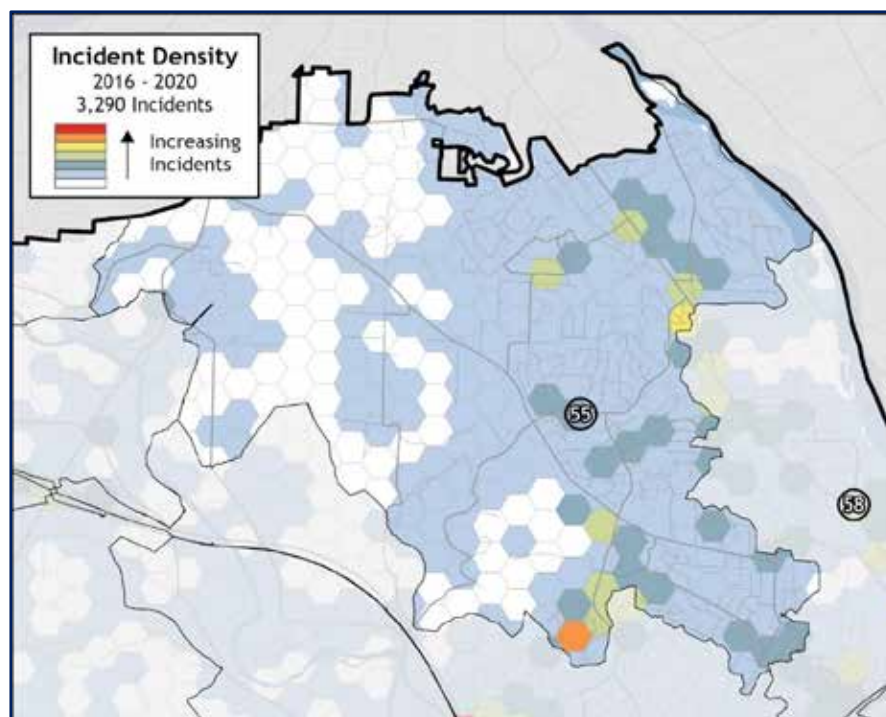 Incident Density
2016 - 2020
3,290 Incidents
Increasing
Incidents
55
58